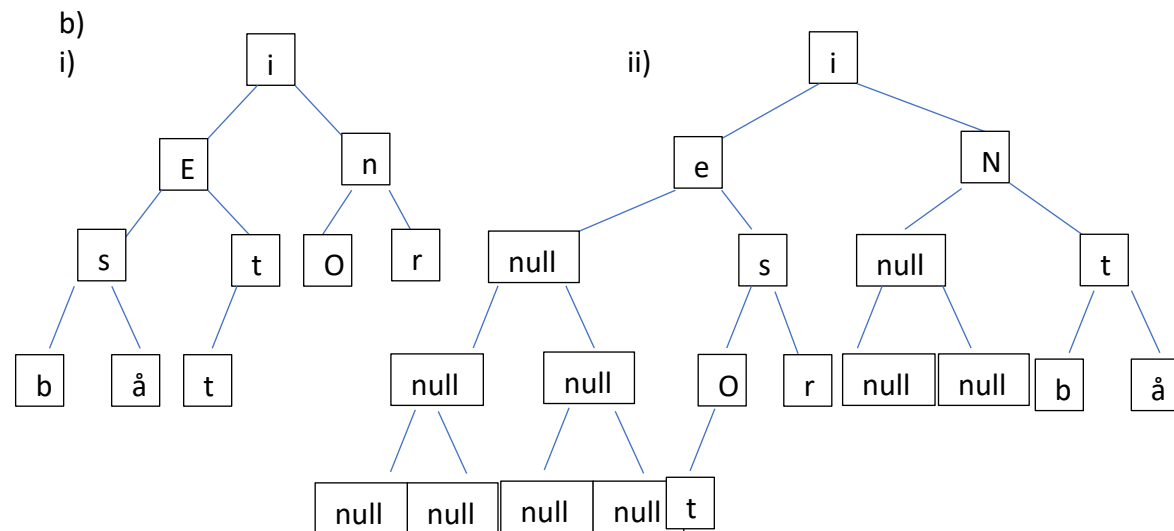 b)
i) i ii) i
E n e N
s t O r null s null t
b å t null null O r null null b å
null null null null t